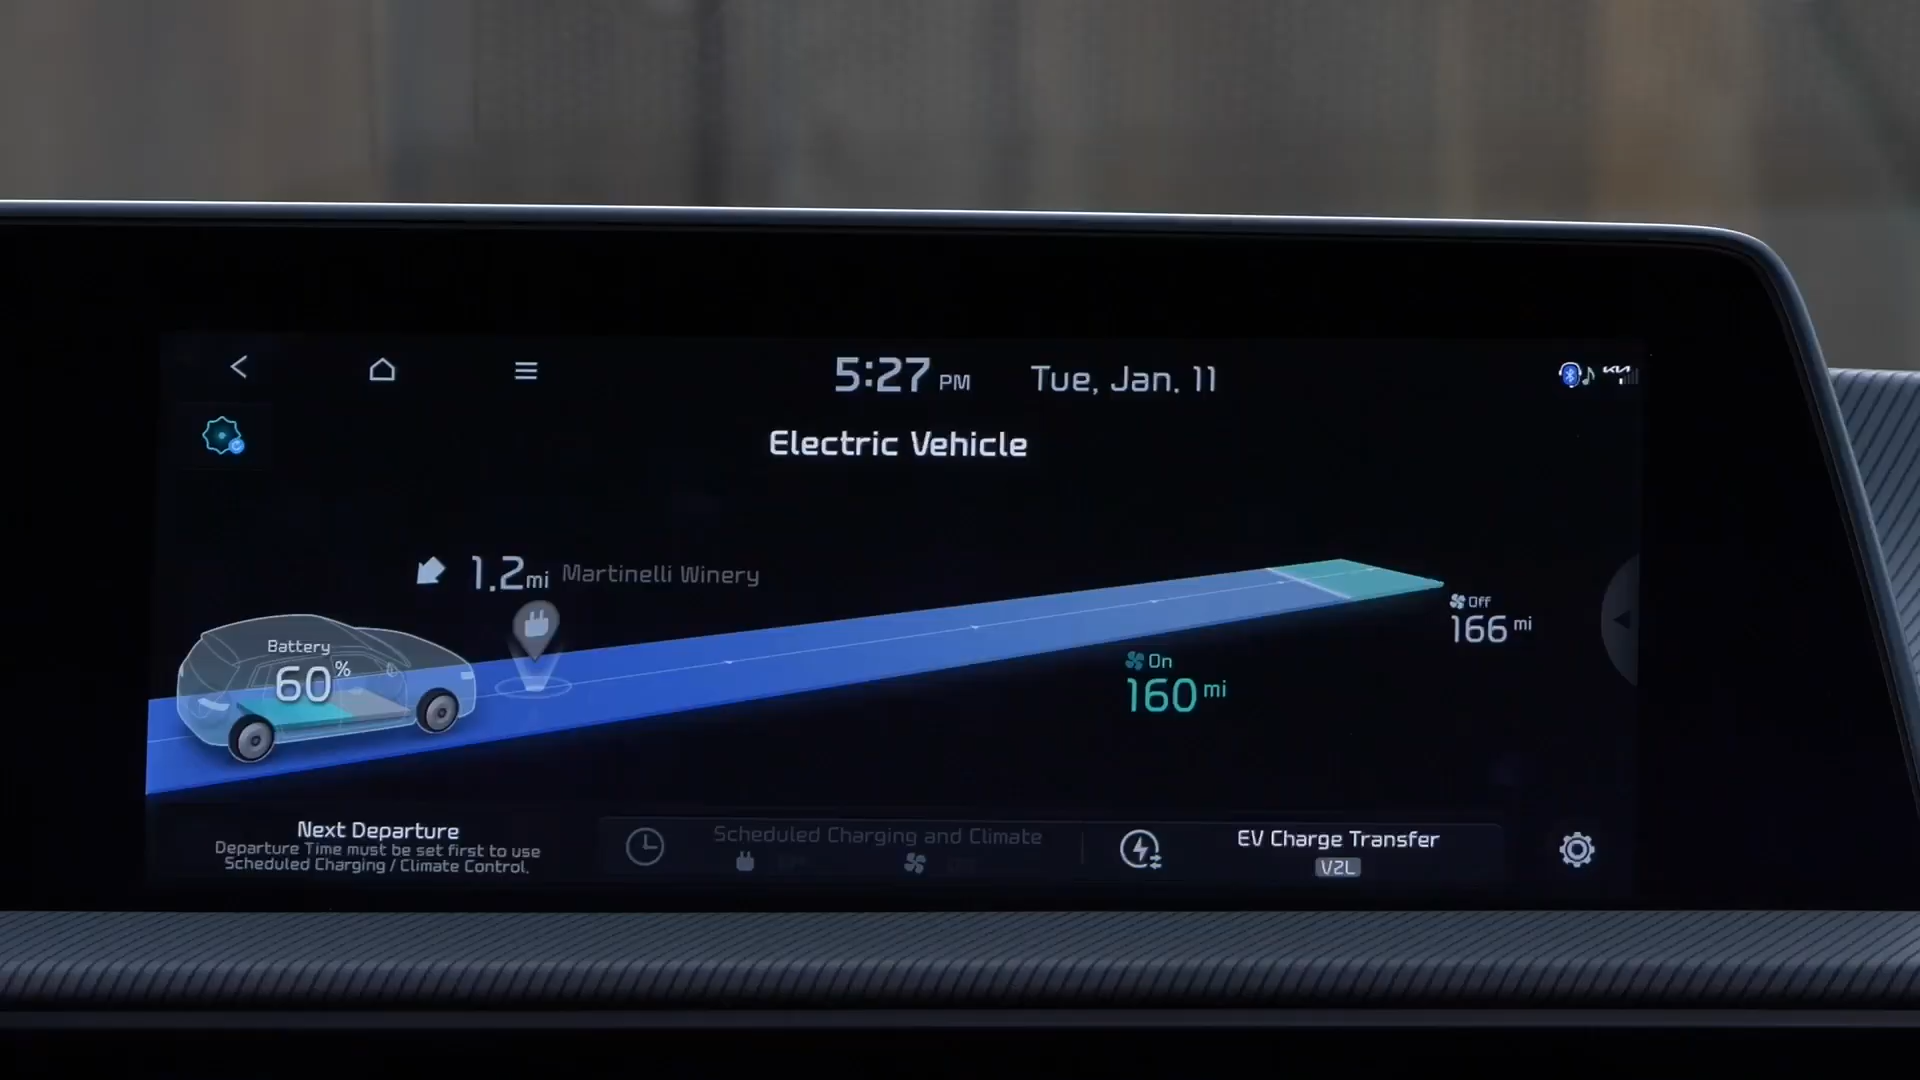 5:27 PM Tue, Jan. 11
KIA
Electric Vehicle
1.2mi Martinelli Winery
Battery
60%
Off
166 mi
On
160 mi
Next Departure
Departure Time must be set first to use
Scheduled Charging / Climate Control.
Scheduled Charging and Climate
EV Charge Transfer
V2L